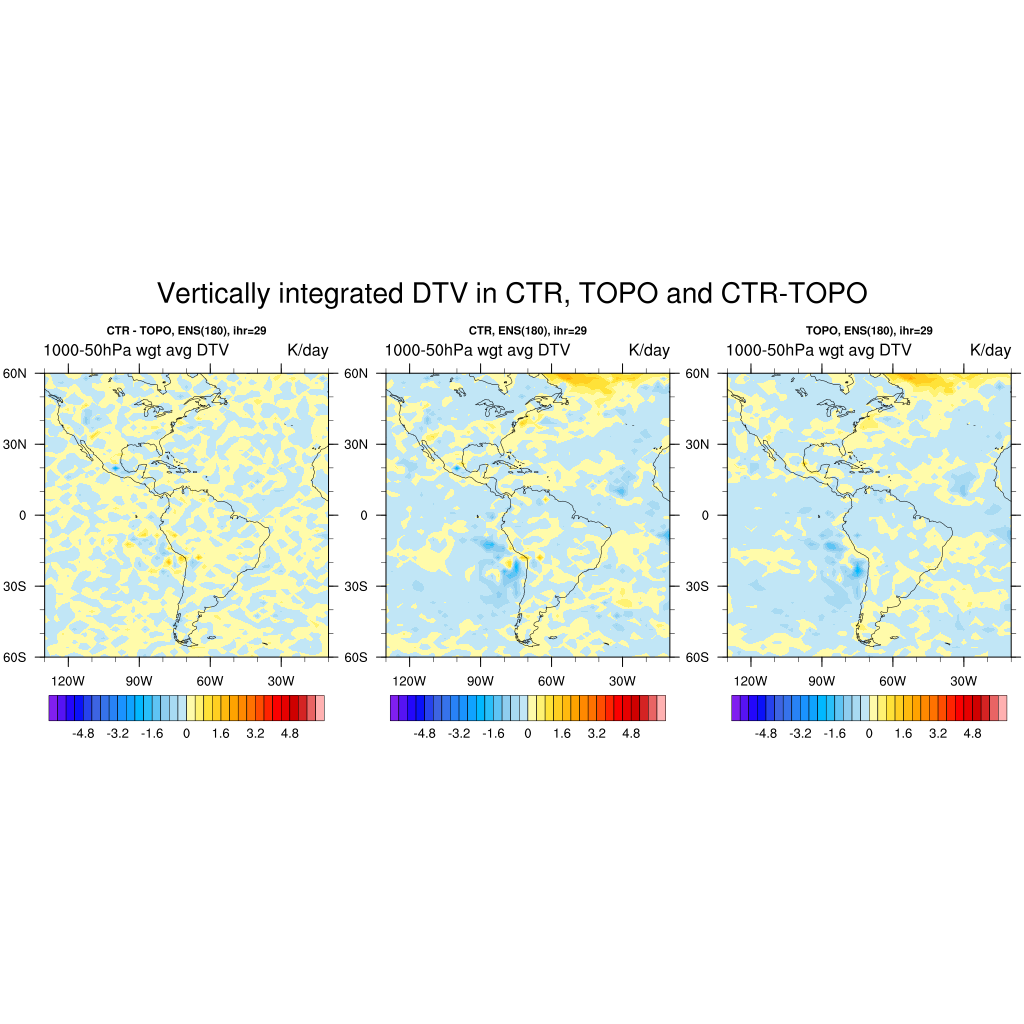 Vertically integrated DTV in CTR, TOPO and CTR-TOPO
CTR - TOPO, ENS(180), ihr=29
1000-50hPa wgt avg DTV K/day
60N
30N
0
30S
60S
120W 90W 60W 30W
-4.8 -3.2 -1.6 0 1.6 3.2 4.8
CTR, ENS(180), ihr=29
1000-50hPa wgt avg DTV K/day
60N
30N
0
30S
60S
120W 90W 60W 30W
-4.8 -3.2 -1.6 0 1.6 3.2 4.8
TOPO, ENS(180), ihr=29
1000-50hPa wgt avg DTV K/day
60N
30N
0
30S
60S
120W 90W 60W 30W
-4.8 -3.2 -1.6 0 1.6 3.2 4.8